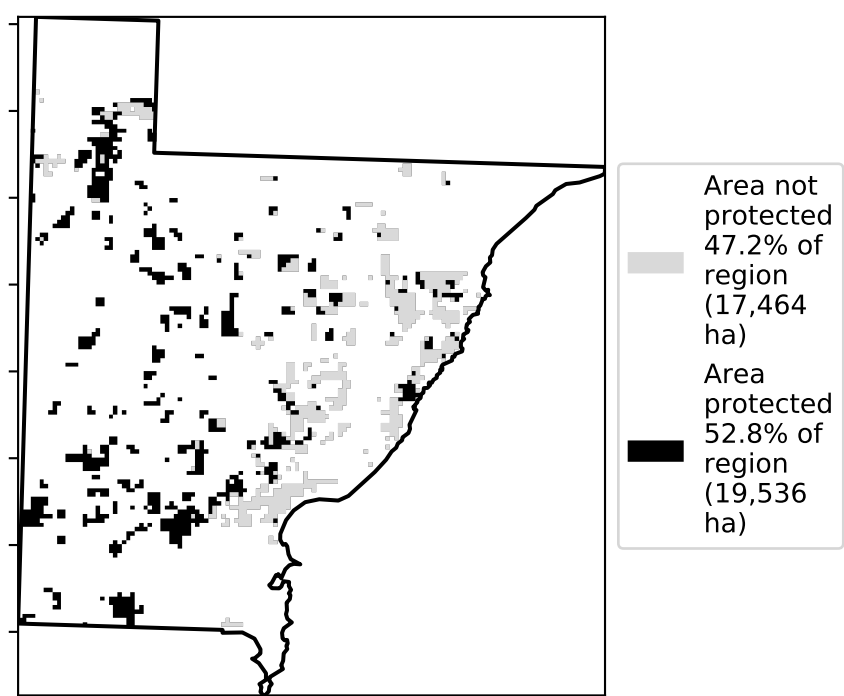 Area not
protected
47.2% of
region
(17,464
ha)
Area
protected
52.8% of
region
(19,536
ha)